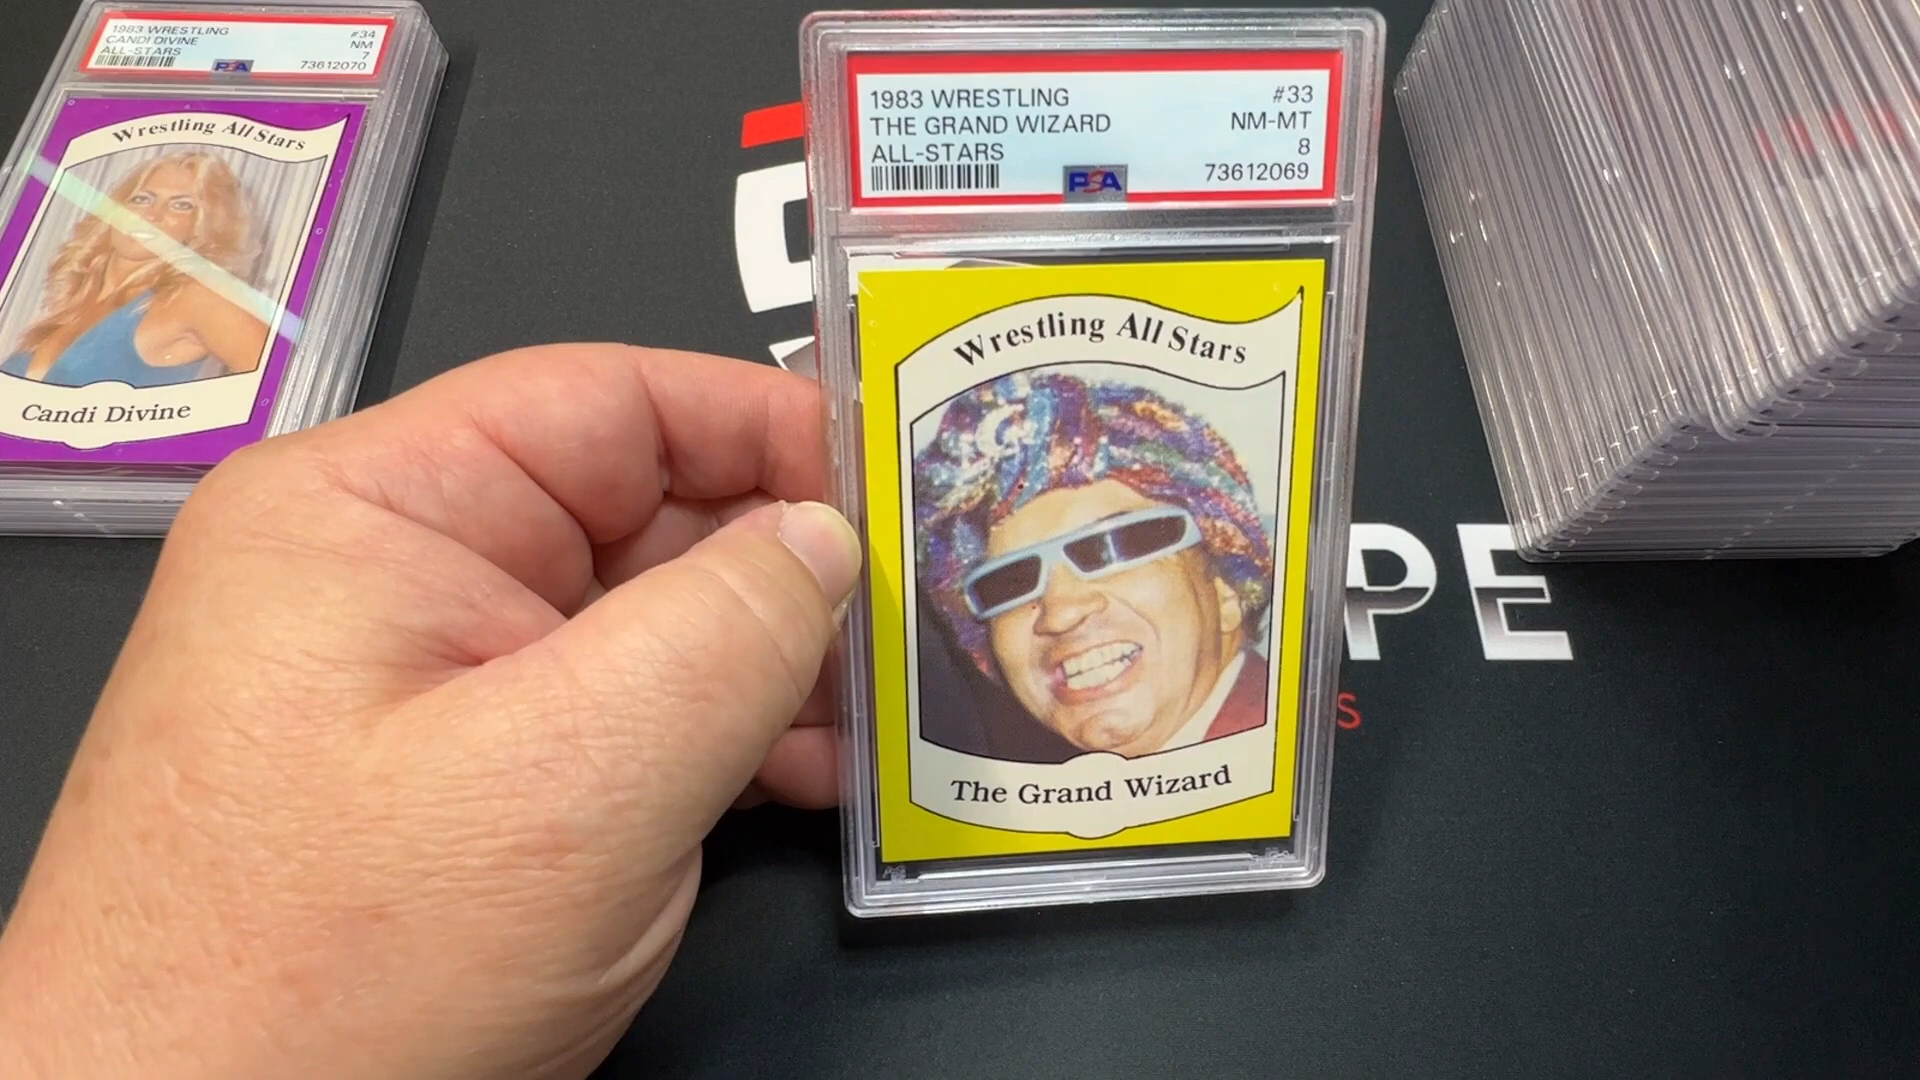 1983 WRESTLING #34
CANDI DIVINE NM
ALL-STARS 7
PSA 73612070
Wrestling All Stars
Candi Divine
1983 WRESTLING #33
THE GRAND WIZARD NM-MT
ALL-STARS 8
PSA 73612069
Wrestling All Stars
The Grand Wizard
PE
S